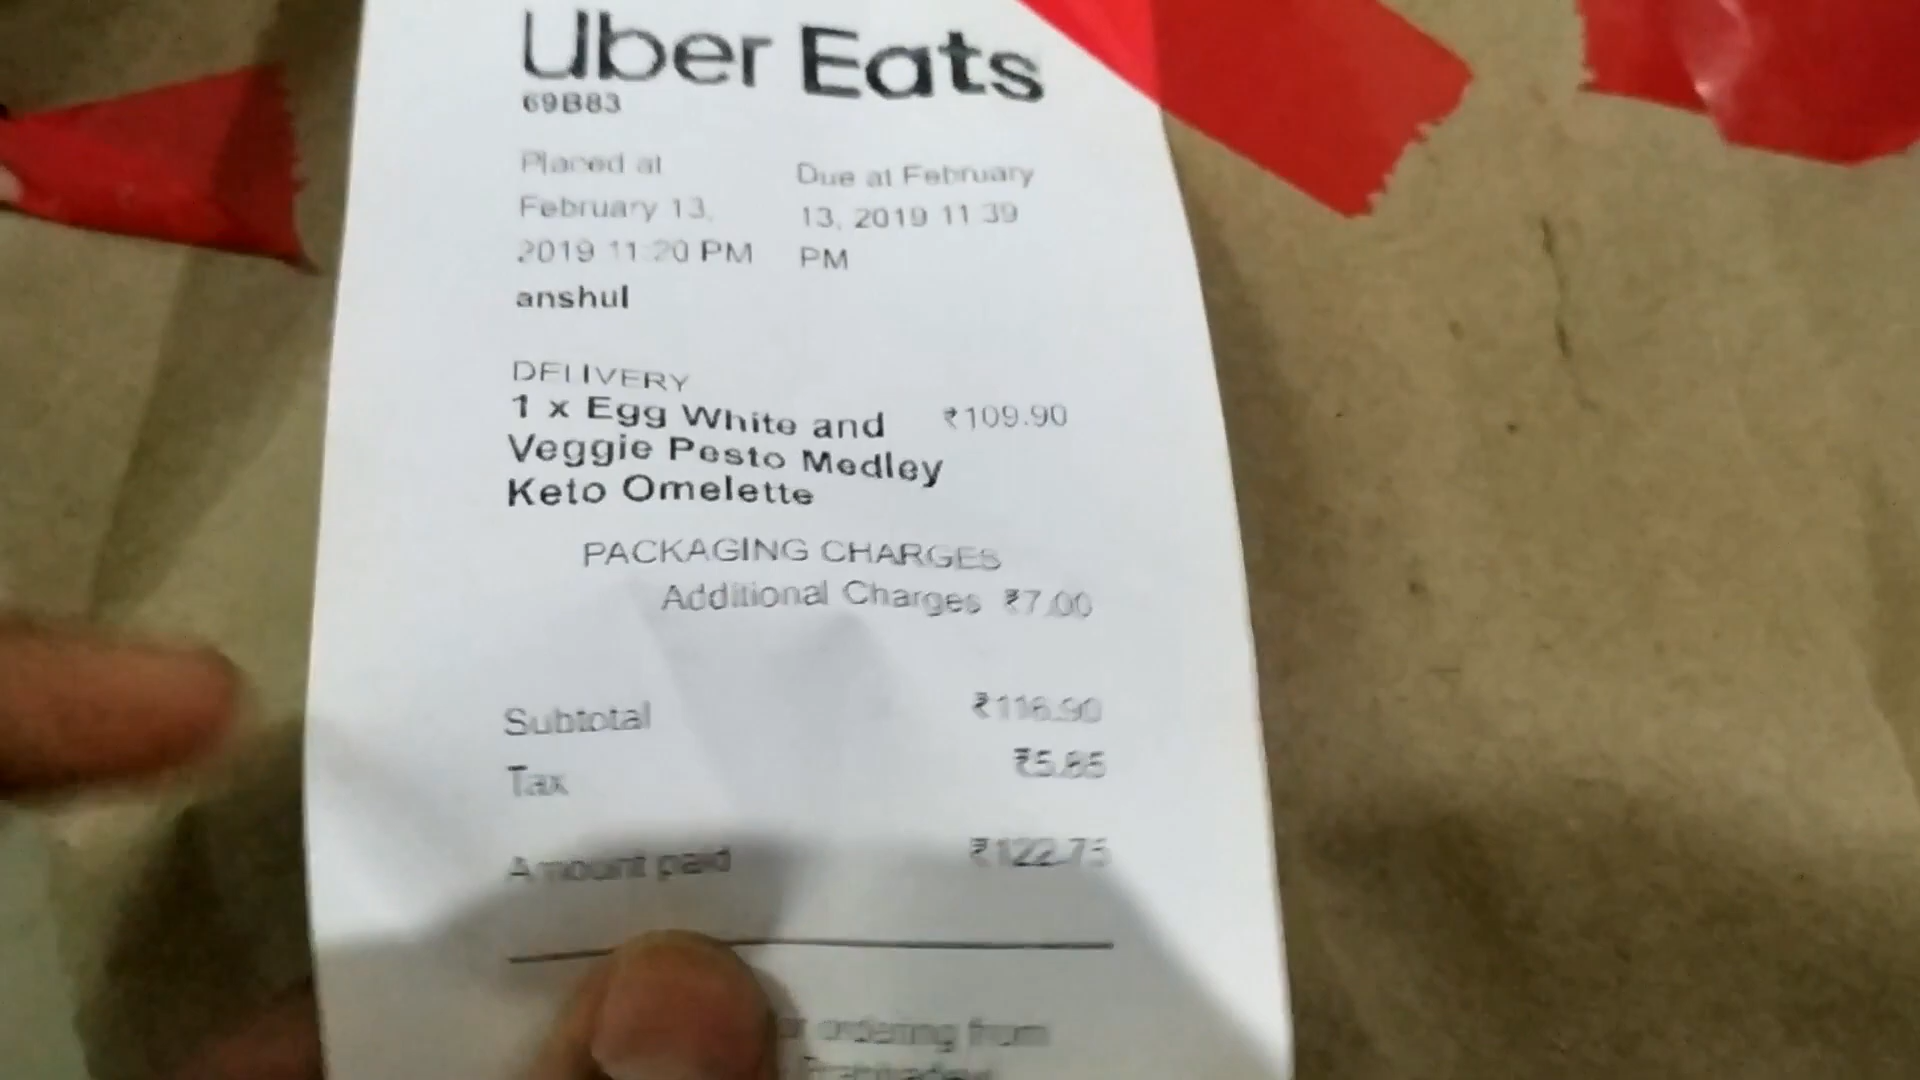 Uber Eats
69B83
Placed at
February 13,
2019 11:20 PM
Due at February
13, 2019 11 39
PM
anshul
DELIVERY
1 x Egg White and ₹109.90
Veggie Pesto Medley
Keto Omelette
PACKAGING CHARGES
Additional Charges ₹7.00
Subtotal ₹116.90
Tax ₹5.85
Amount paid ₹122.75
ordering from